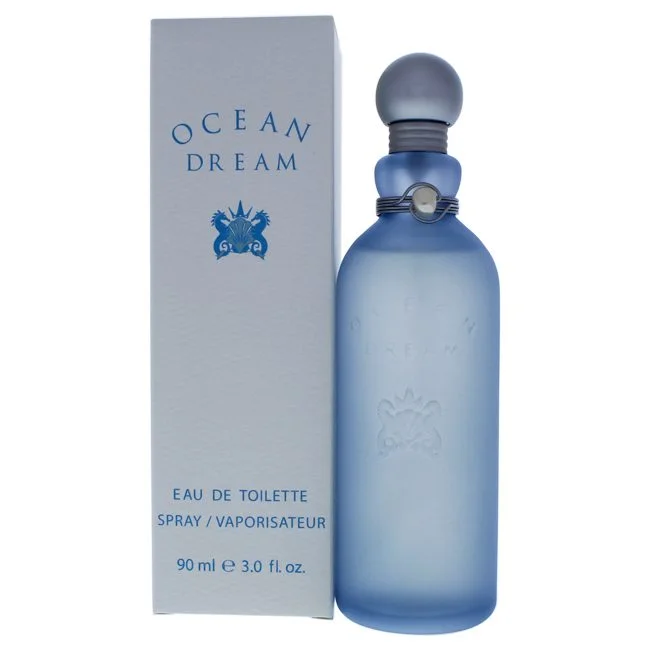 OCEAN
DREAM
EAU DE TOILETTE
SPRAY / VAPORISATEUR
90 ml e 3.0 fl. oz.
OCEAN
DREAM